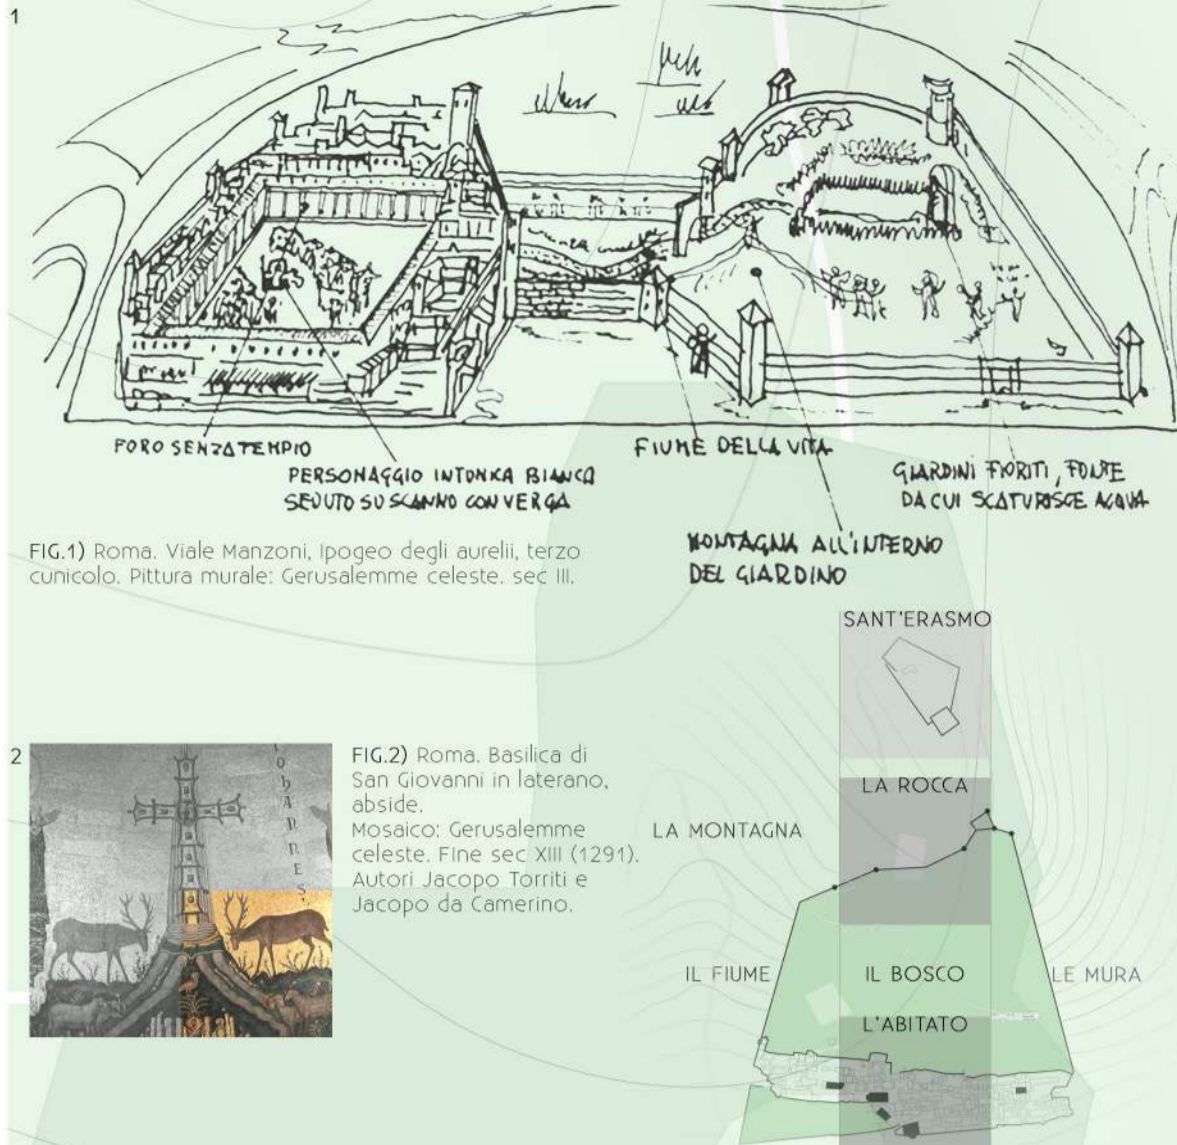 1
FORO SENZA TEMPIO
PERSONAGGIO IN TONKA BIANCA
SEDUTO SU SCANNO CON VERGA
FIUME DELLA VITA
GIARDINI FIORITI, FONTE
DA CUI SCATURISCE ACQUA
MONTAGNA ALL'INTERNO
DEL GIARDINO
FIG.1) Roma. Viale Manzoni, Ipogeo degli aurelii, terzo
cunicolo. Pittura murale: Gerusalemme celeste. sec III.
2
IOHANNES
FIG.2) Roma. Basilica di
San Giovanni in laterano,
abside.
Mosaico: Gerusalemme
celeste. FIne sec XIII (1291).
Autori Jacopo Torriti e
Jacopo da Camerino.
SANT'ERASMO
LA ROCCA
LA MONTAGNA
IL FIUME
IL BOSCO
LE MURA
L'ABITATO